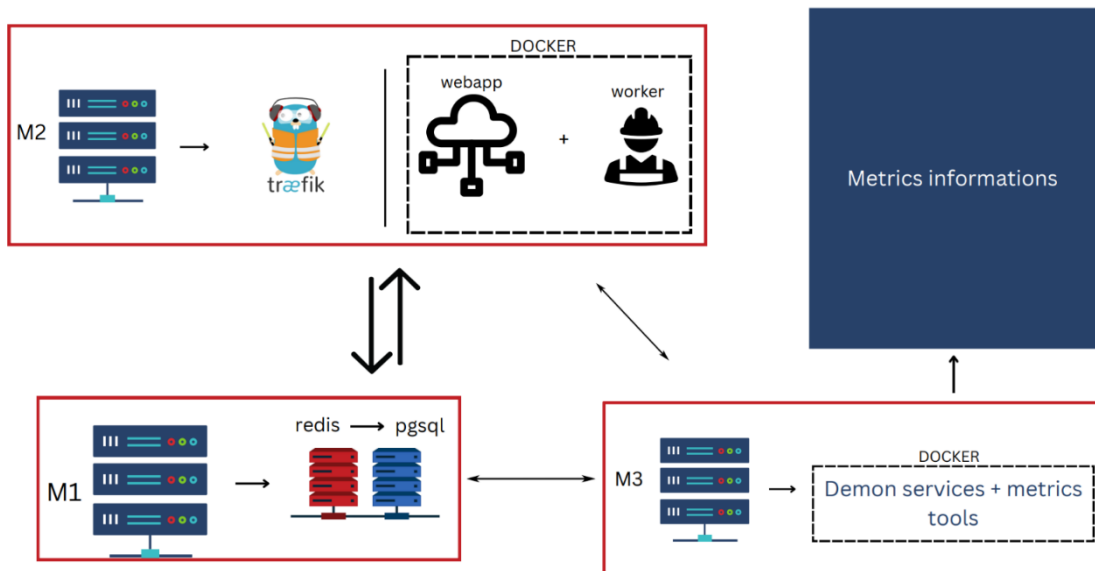 DOCKER
webapp
worker
M2
+
træfik
Metrics informations
redis
pgsql
M1
M3
DOCKER
Demon services + metrics
tools